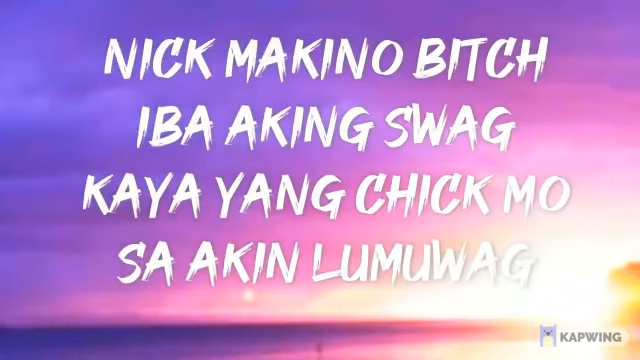 NICK MAKINO BITCH
IBA AKING SWAG
KAYA YANG CHICK MO
SA AKIN LUMUWAG
KAPWING